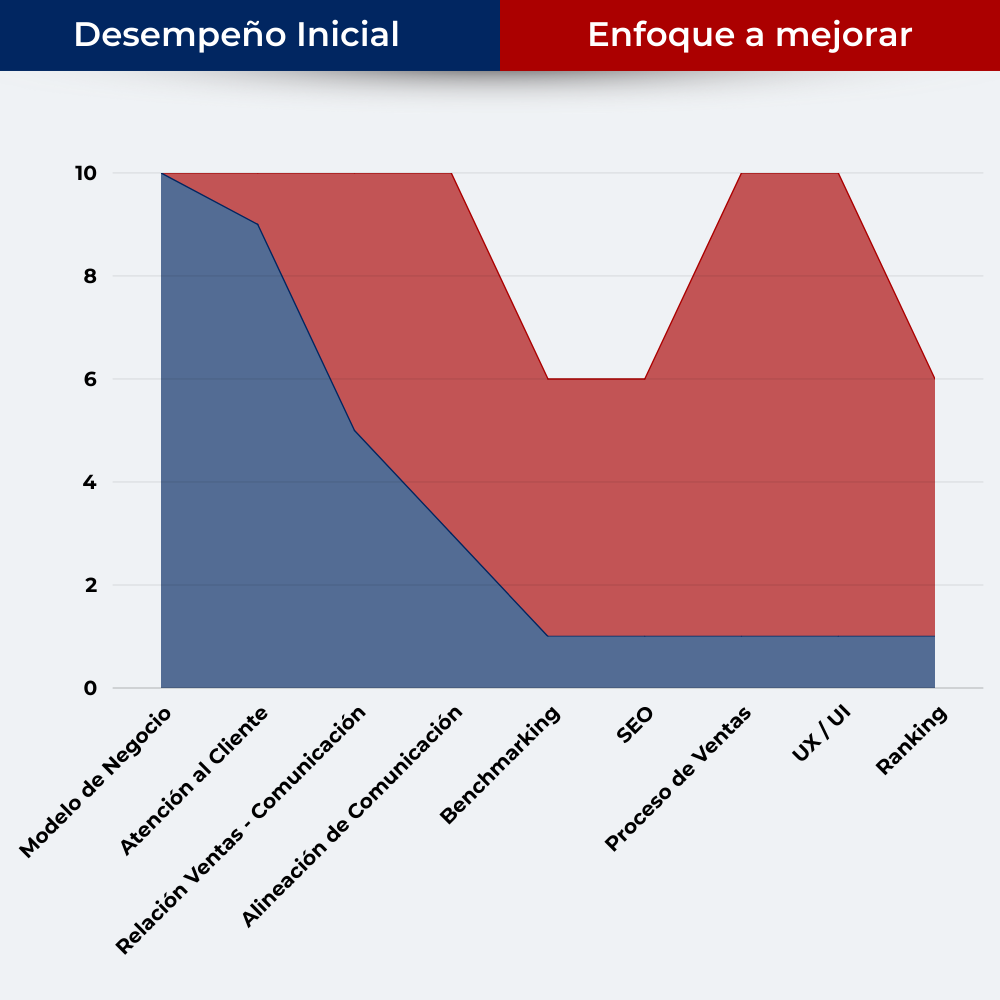 Desempeño Inicial
Enfoque a mejorar
10
8
6
4
2
0
Modelo de Negocio
Atención al Cliente
Relación Ventas - Comunicación
Alineación de Comunicación
Benchmarking
SEO
Proceso de Ventas
UX / UI
Ranking